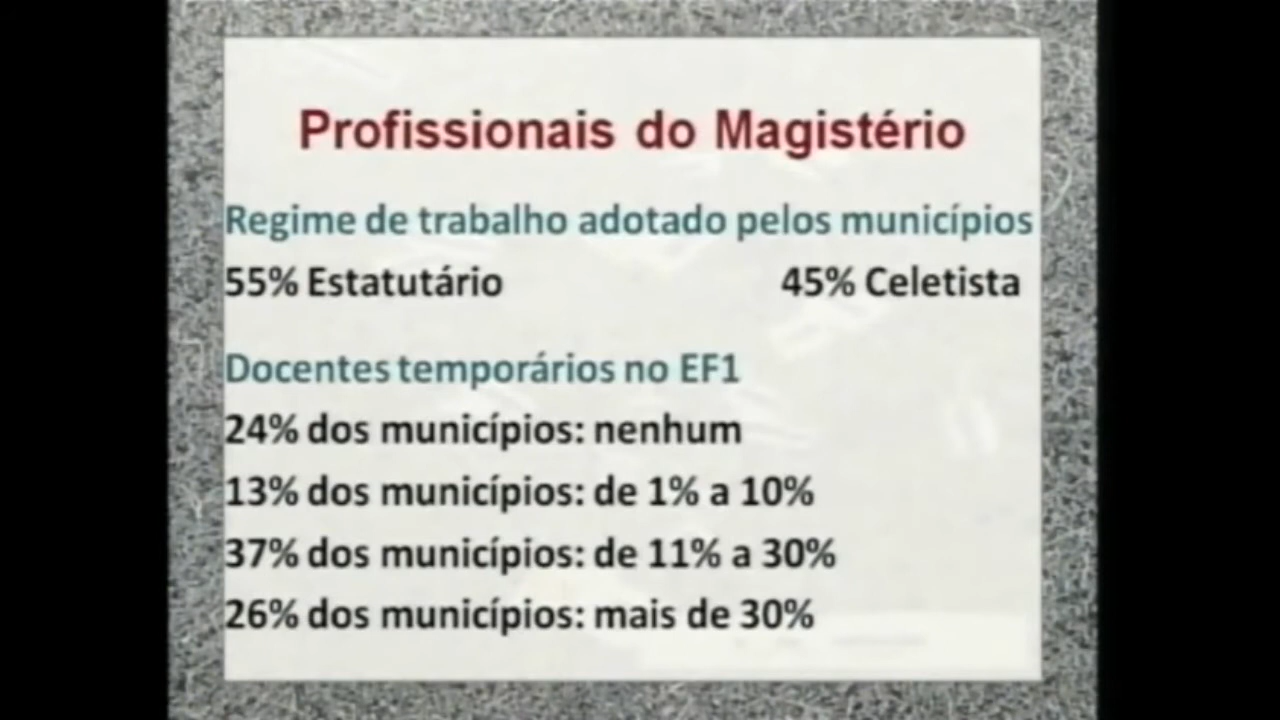 Profissionais do Magistério
Regime de trabalho adotado pelos municípios
55% Estatutário 45% Celetista
Docentes temporários no EF1
24% dos municípios: nenhum
13% dos municípios: de 1% a 10%
37% dos municípios: de 11% a 30%
26% dos municípios: mais de 30%